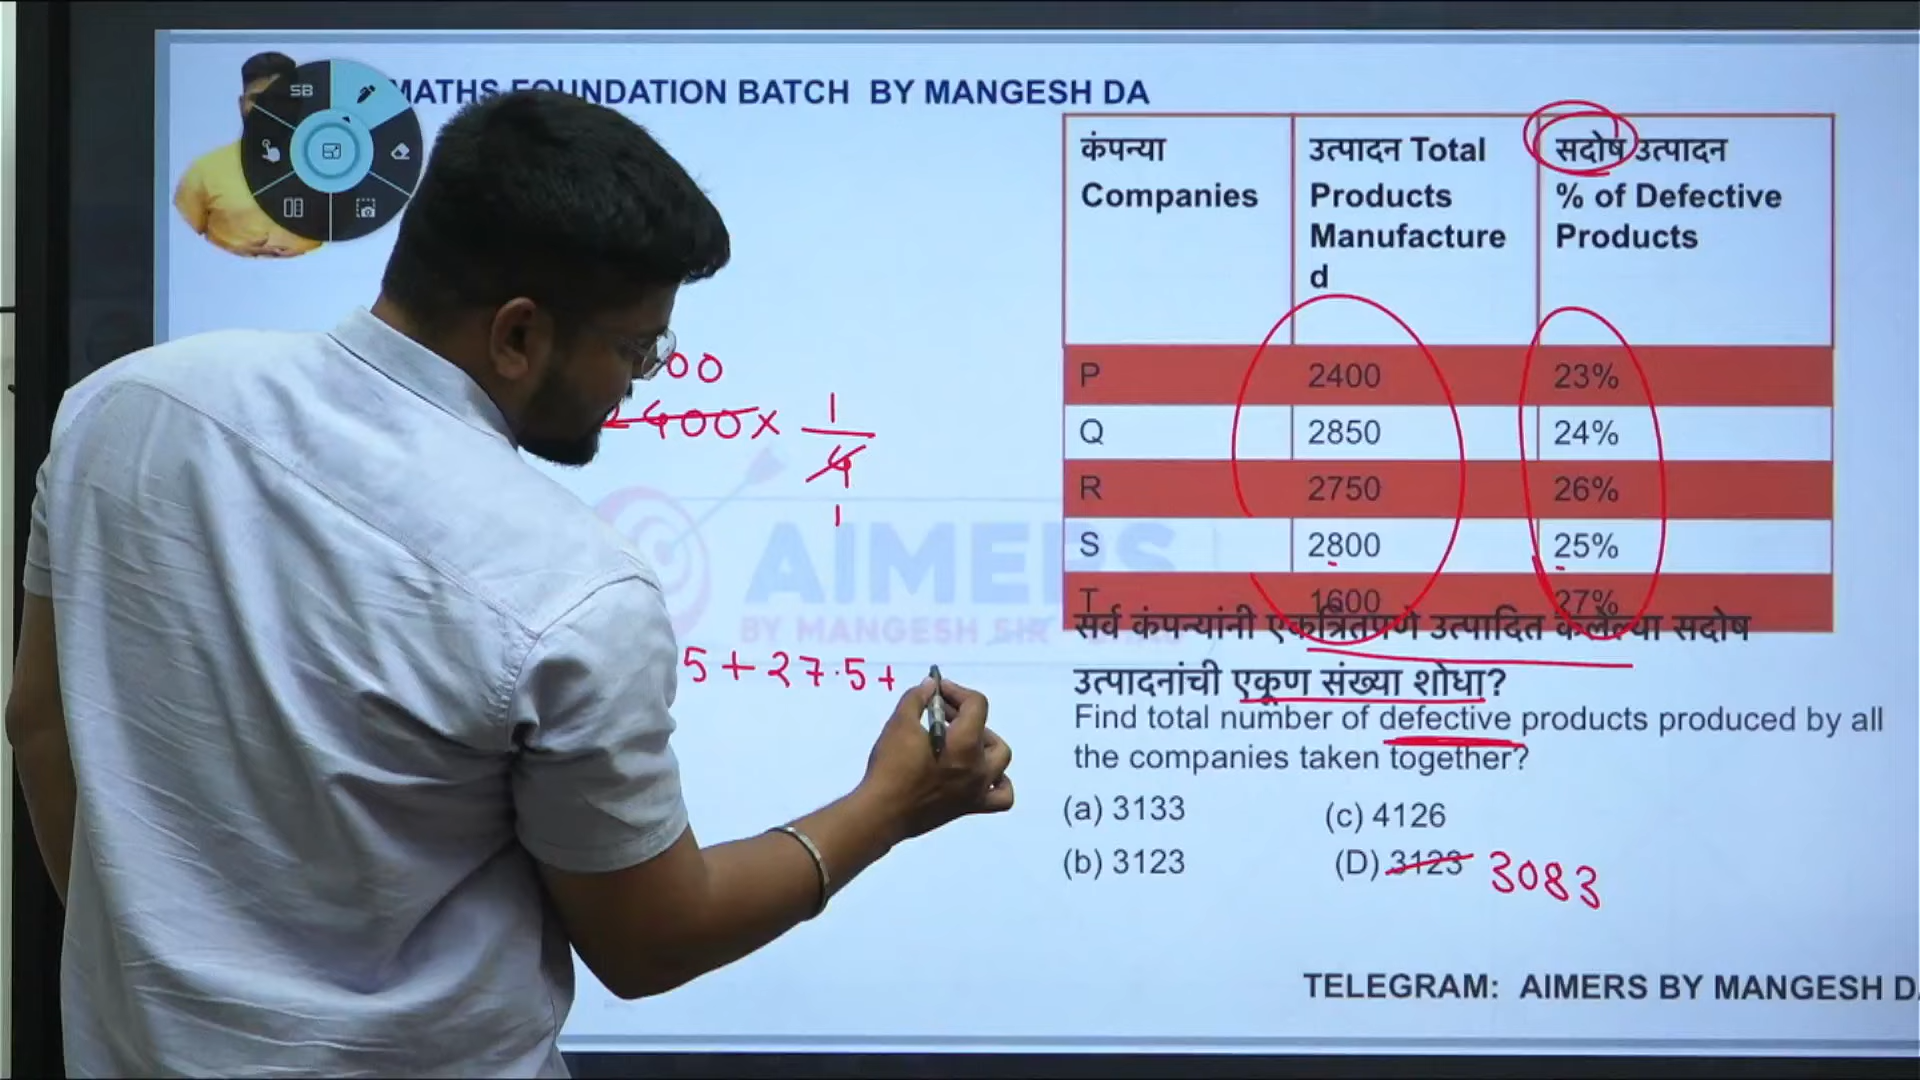 MATHS FOUNDATION BATCH BY MANGESH DA
SB
कंपन्या
Companies
उत्पादन Total
Products
Manufacture
d
सदोष उत्पादन
% of Defective
Products
P 2400 23%
Q 2850 24%
R 2750 26%
S 2800 25%
T 1600 27%
सर्व कंपन्यांनी एकत्रितपणे उत्पादित केलेल्या सदोष
उत्पादनांची एकूण संख्या शोधा?
Find total number of defective products produced by all
the companies taken together?
(a) 3133 (c) 4126
(b) 3123 (D) 3123 3083
00
2400 x 1
4
1
5 + 27.5 +
AIMERS
BY MANGESH SIR
TELEGRAM: AIMERS BY MANGESH D